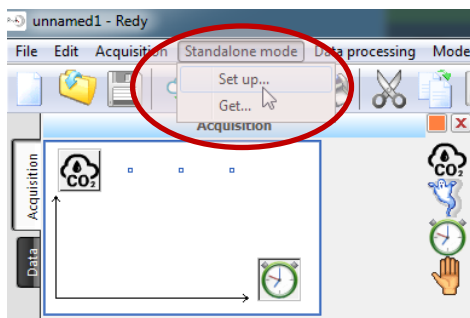 unnamed1 - Redy
File Edit Acquisition Standalone mode Data processing Mode
Set up...
Get...
Acquisition
Acquisition
Data
CO₂
CO₂